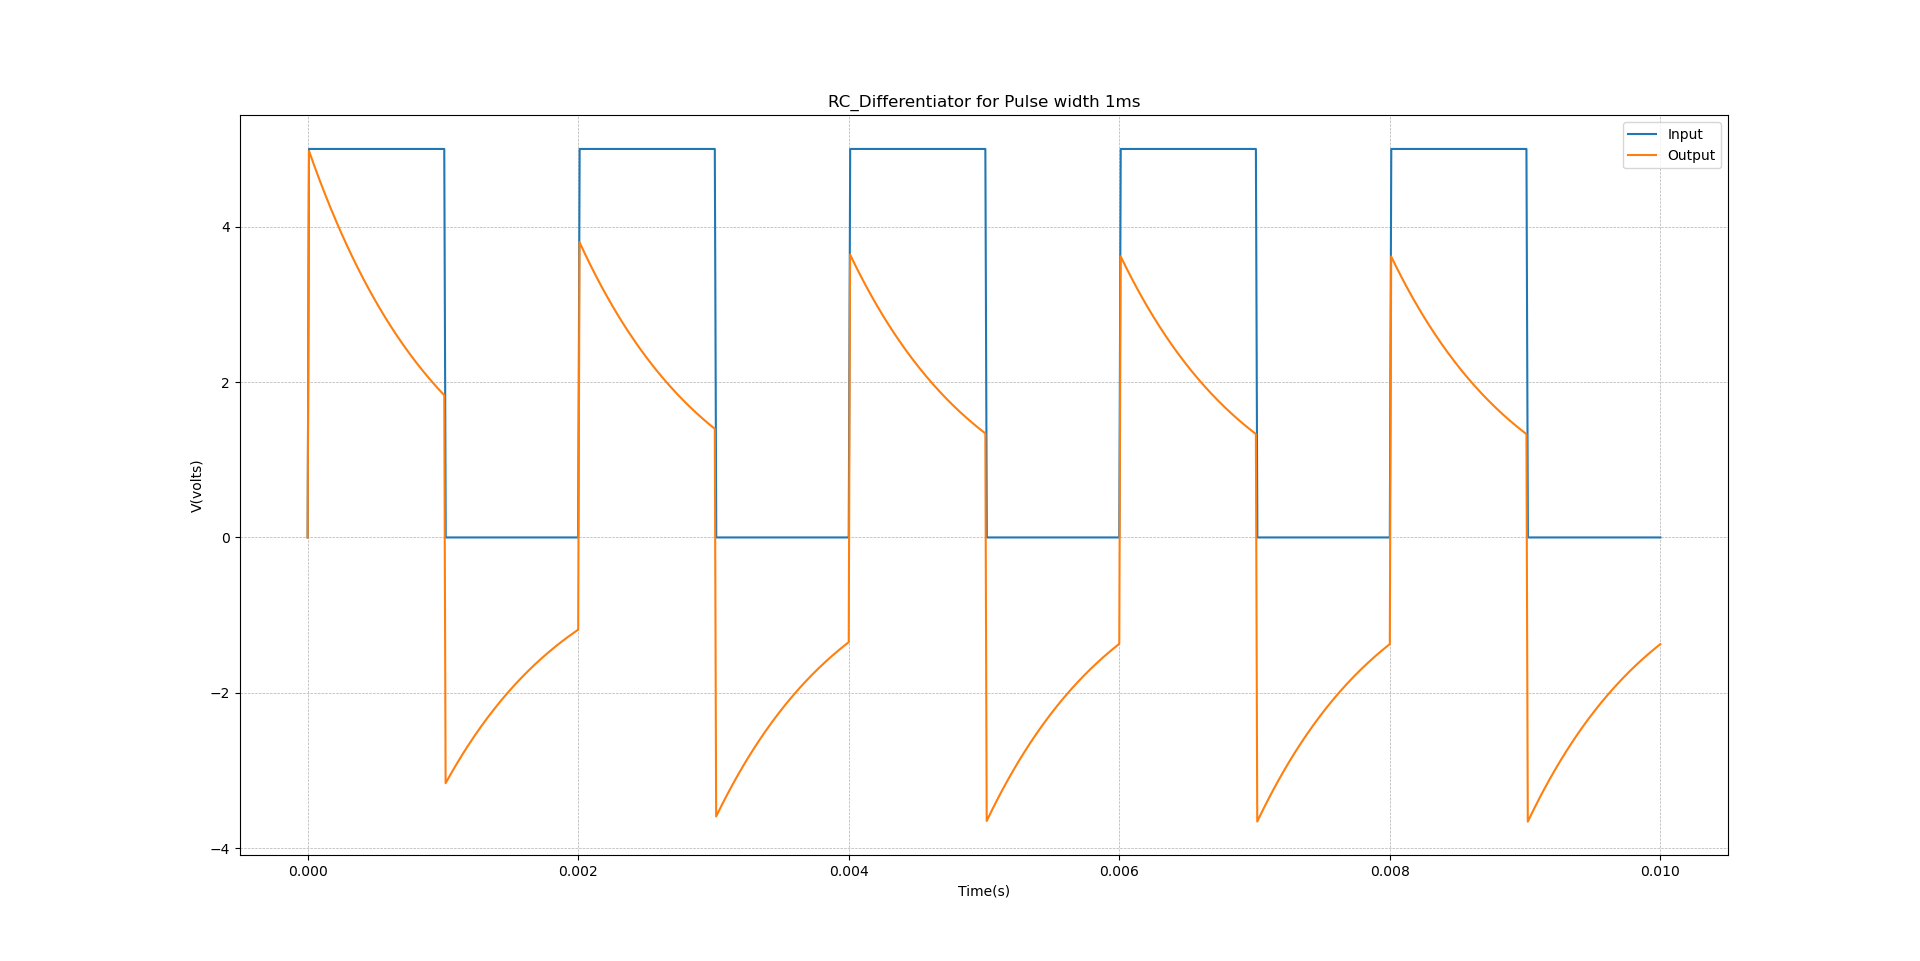 RC_Differentiator for Pulse width 1ms
Input
Output
4
2
0
−2
−4
V(volts)
0.000 0.002 0.004 0.006 0.008 0.010
Time(s)